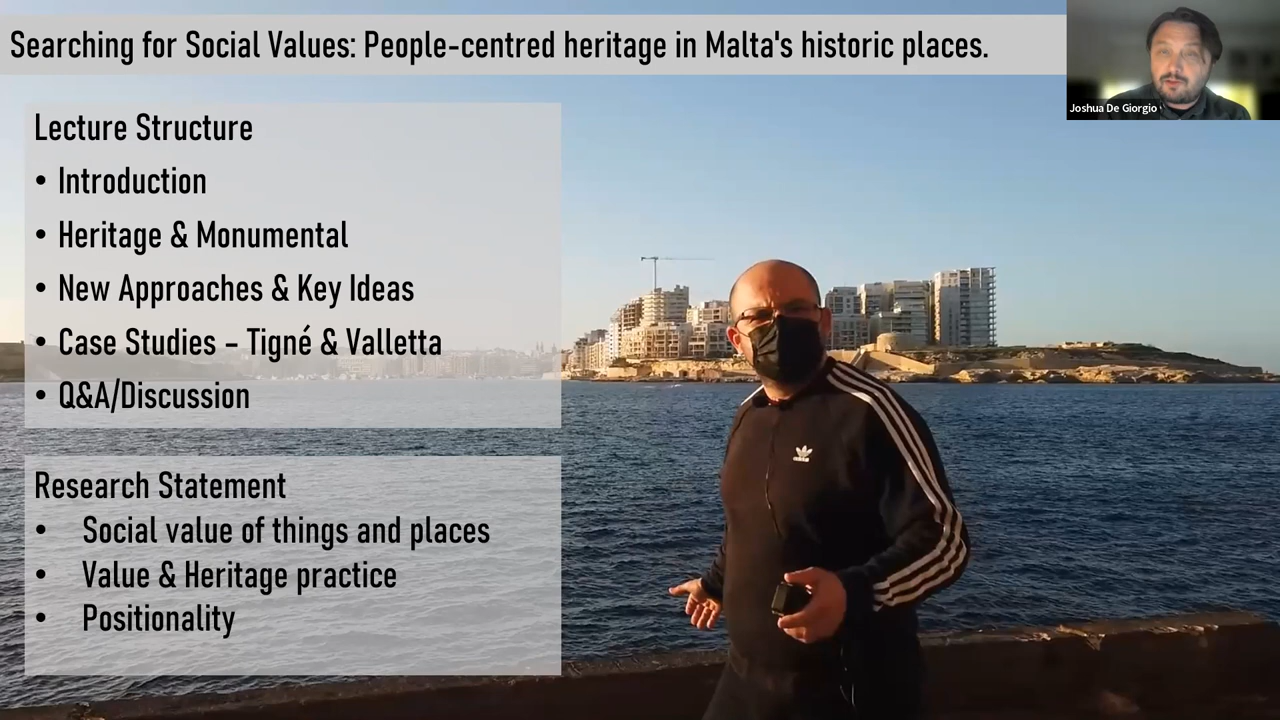 Searching for Social Values: People-centred heritage in Malta's historic places.
Joshua De Giorgio
Lecture Structure
• Introduction
• Heritage & Monumental
• New Approaches & Key Ideas
• Case Studies – Tigné & Valletta
• Q&A/Discussion
Research Statement
• Social value of things and places
• Value & Heritage practice
• Positionality
adidas